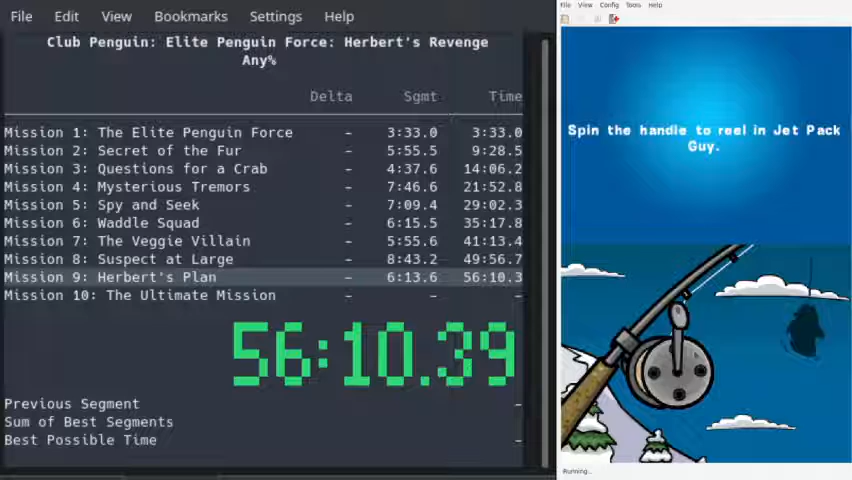 File Edit View Bookmarks Settings Help
Club Penguin: Elite Penguin Force: Herbert's Revenge
Any%
Delta Sgmt Time
Mission 1: The Elite Penguin Force - 3:33.0 3:33.0
Mission 2: Secret of the Fur - 5:55.5 9:28.5
Mission 3: Questions for a Crab - 4:37.6 14:06.2
Mission 4: Mysterious Tremors - 7:46.6 21:52.8
Mission 5: Spy and Seek - 7:09.4 29:02.3
Mission 6: Waddle Squad - 6:15.5 35:17.8
Mission 7: The Veggie Villain - 5:55.6 41:13.4
Mission 8: Suspect at Large - 8:43.2 49:56.7
Mission 9: Herbert's Plan - 6:13.6 56:10.3
Mission 10: The Ultimate Mission - - -
56:10.39
Previous Segment -
Sum of Best Segments -
Best Possible Time -
File View Config Tools Help
Spin the handle to reel in Jet Pack
Guy.
Running...